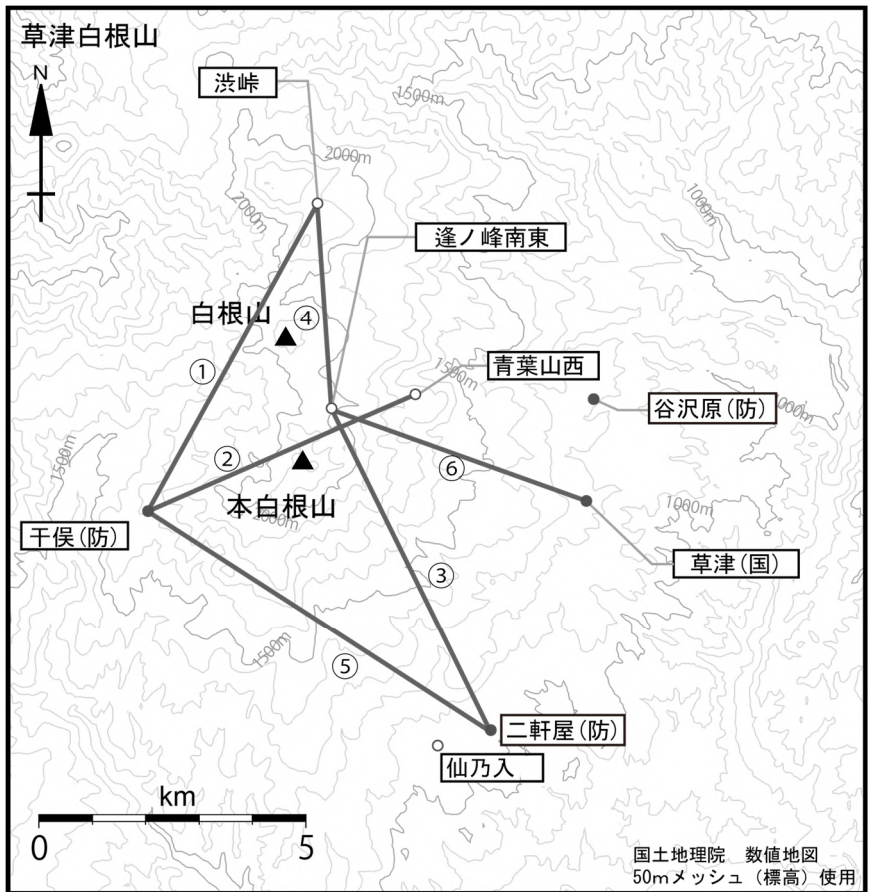 草津白根山
N
渋峠
1500m
2000m
2000m
1000m
逢ノ峰南東
白根山
④
①
青葉山西
1500m
谷沢原(防)
1000m
1500m
②
⑥
本白根山
2000m
1000m
干俣(防)
草津(国)
③
1500m
⑤
二軒屋(防)
仙乃入
km
0 5
国土地理院 数値地図
50mメッシュ(標高)使用